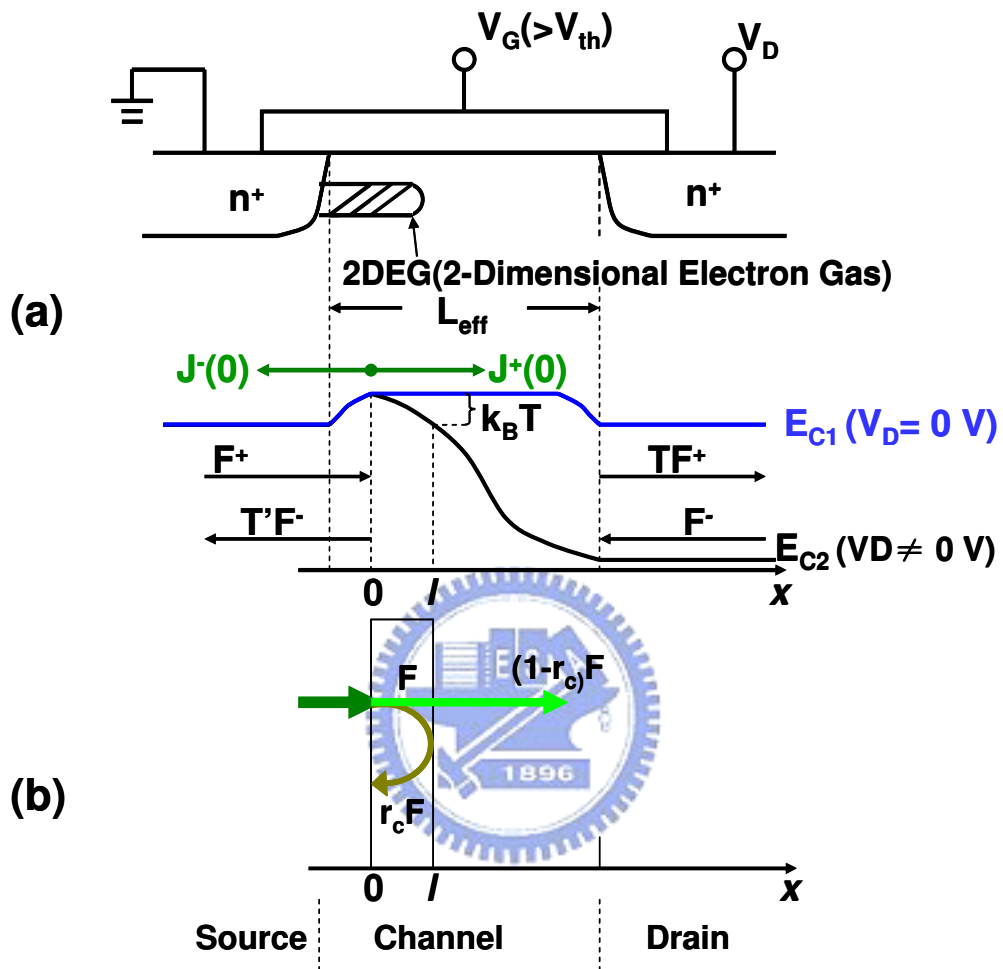 V_G(>V_th)
V_D
n⁺
n⁺
2DEG(2-Dimensional Electron Gas)
(a)
L_eff
J⁻(0)
J⁺(0)
k_BT
E_C1 (V_D= 0 V)
F⁺
TF⁺
T'F⁻
F⁻
E_C2 (VD ≠ 0 V)
0
l
x
F
(1-r_c)F
1896
(b)
r_cF
0
l
x
Source
Channel
Drain